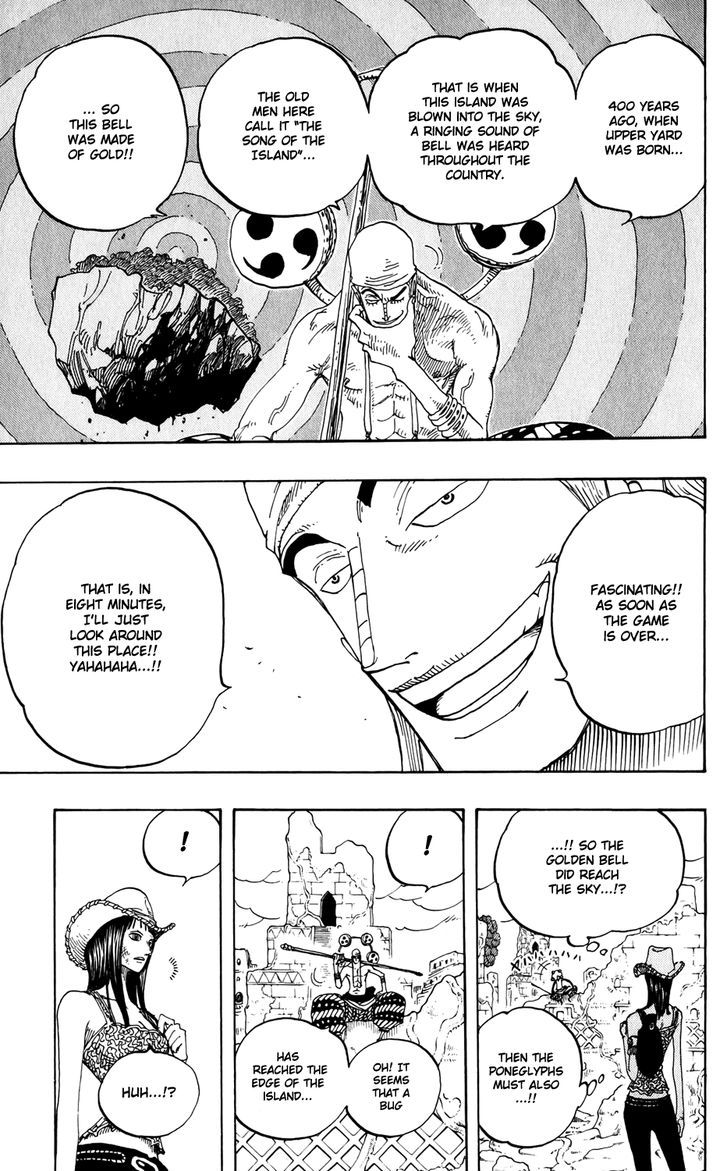 400 YEARS
AGO, WHEN
UPPER YARD
WAS BORN...
THAT IS WHEN
THIS ISLAND WAS
BLOWN INTO THE SKY,
A RINGING SOUND OF
BELL WAS HEARD
THROUGHOUT THE
COUNTRY.
THE OLD
MEN HERE
CALL IT "THE
SONG OF THE
ISLAND"...
... SO
THIS BELL
WAS MADE
OF GOLD!!
FASCINATING!!
AS SOON AS
THE GAME
IS OVER...
THAT IS, IN
EIGHT MINUTES,
I'LL JUST
LOOK AROUND
THIS PLACE!!
YAHAHAHA...!!
...!! SO THE
GOLDEN BELL
DID REACH
THE SKY...!?
THEN THE
PONEGLYPHS
MUST ALSO
...!!
!
OH! IT
SEEMS
THAT A
BUG
HAS
REACHED THE
EDGE OF THE
ISLAND...
!
HUH...!?